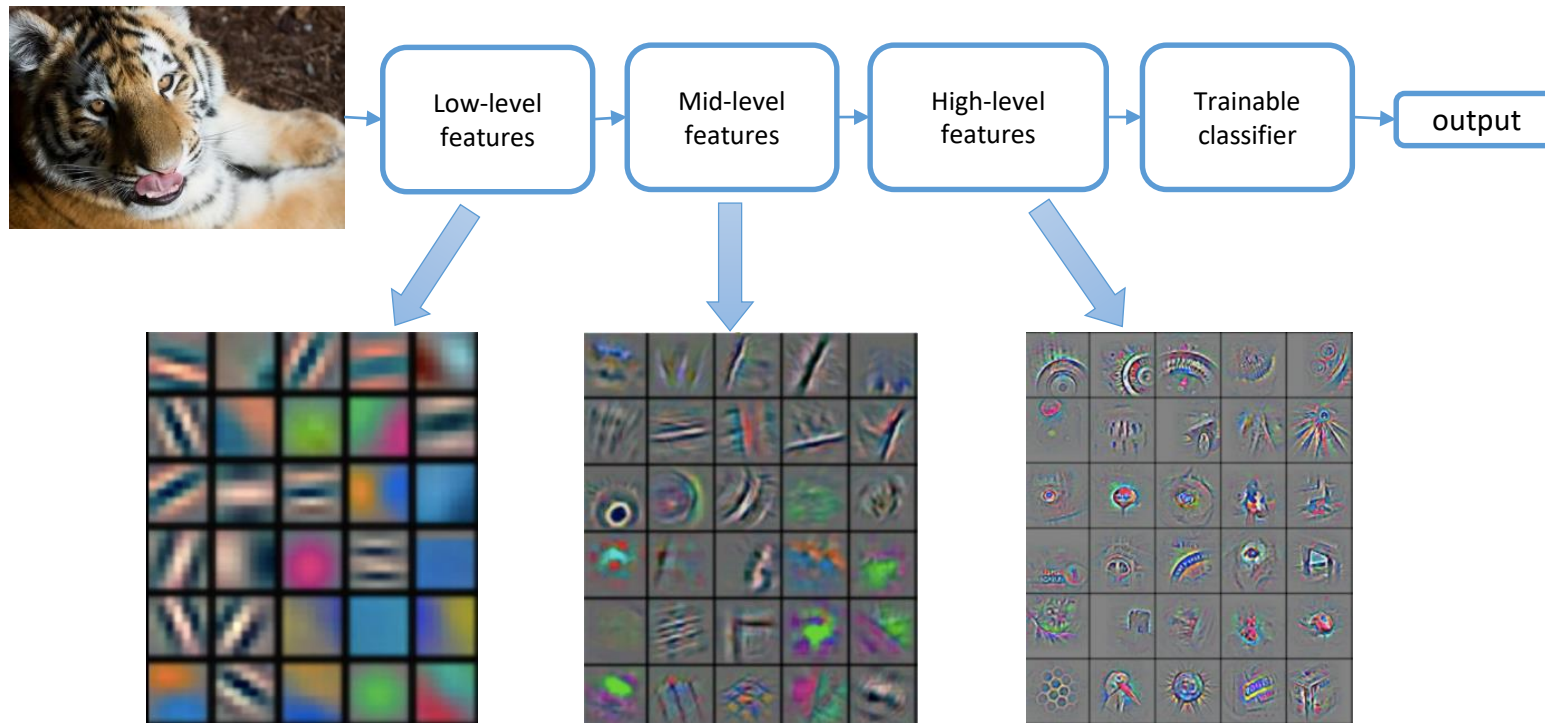 Low-level
features
Mid-level
features
High-level
features
Trainable
classifier
output